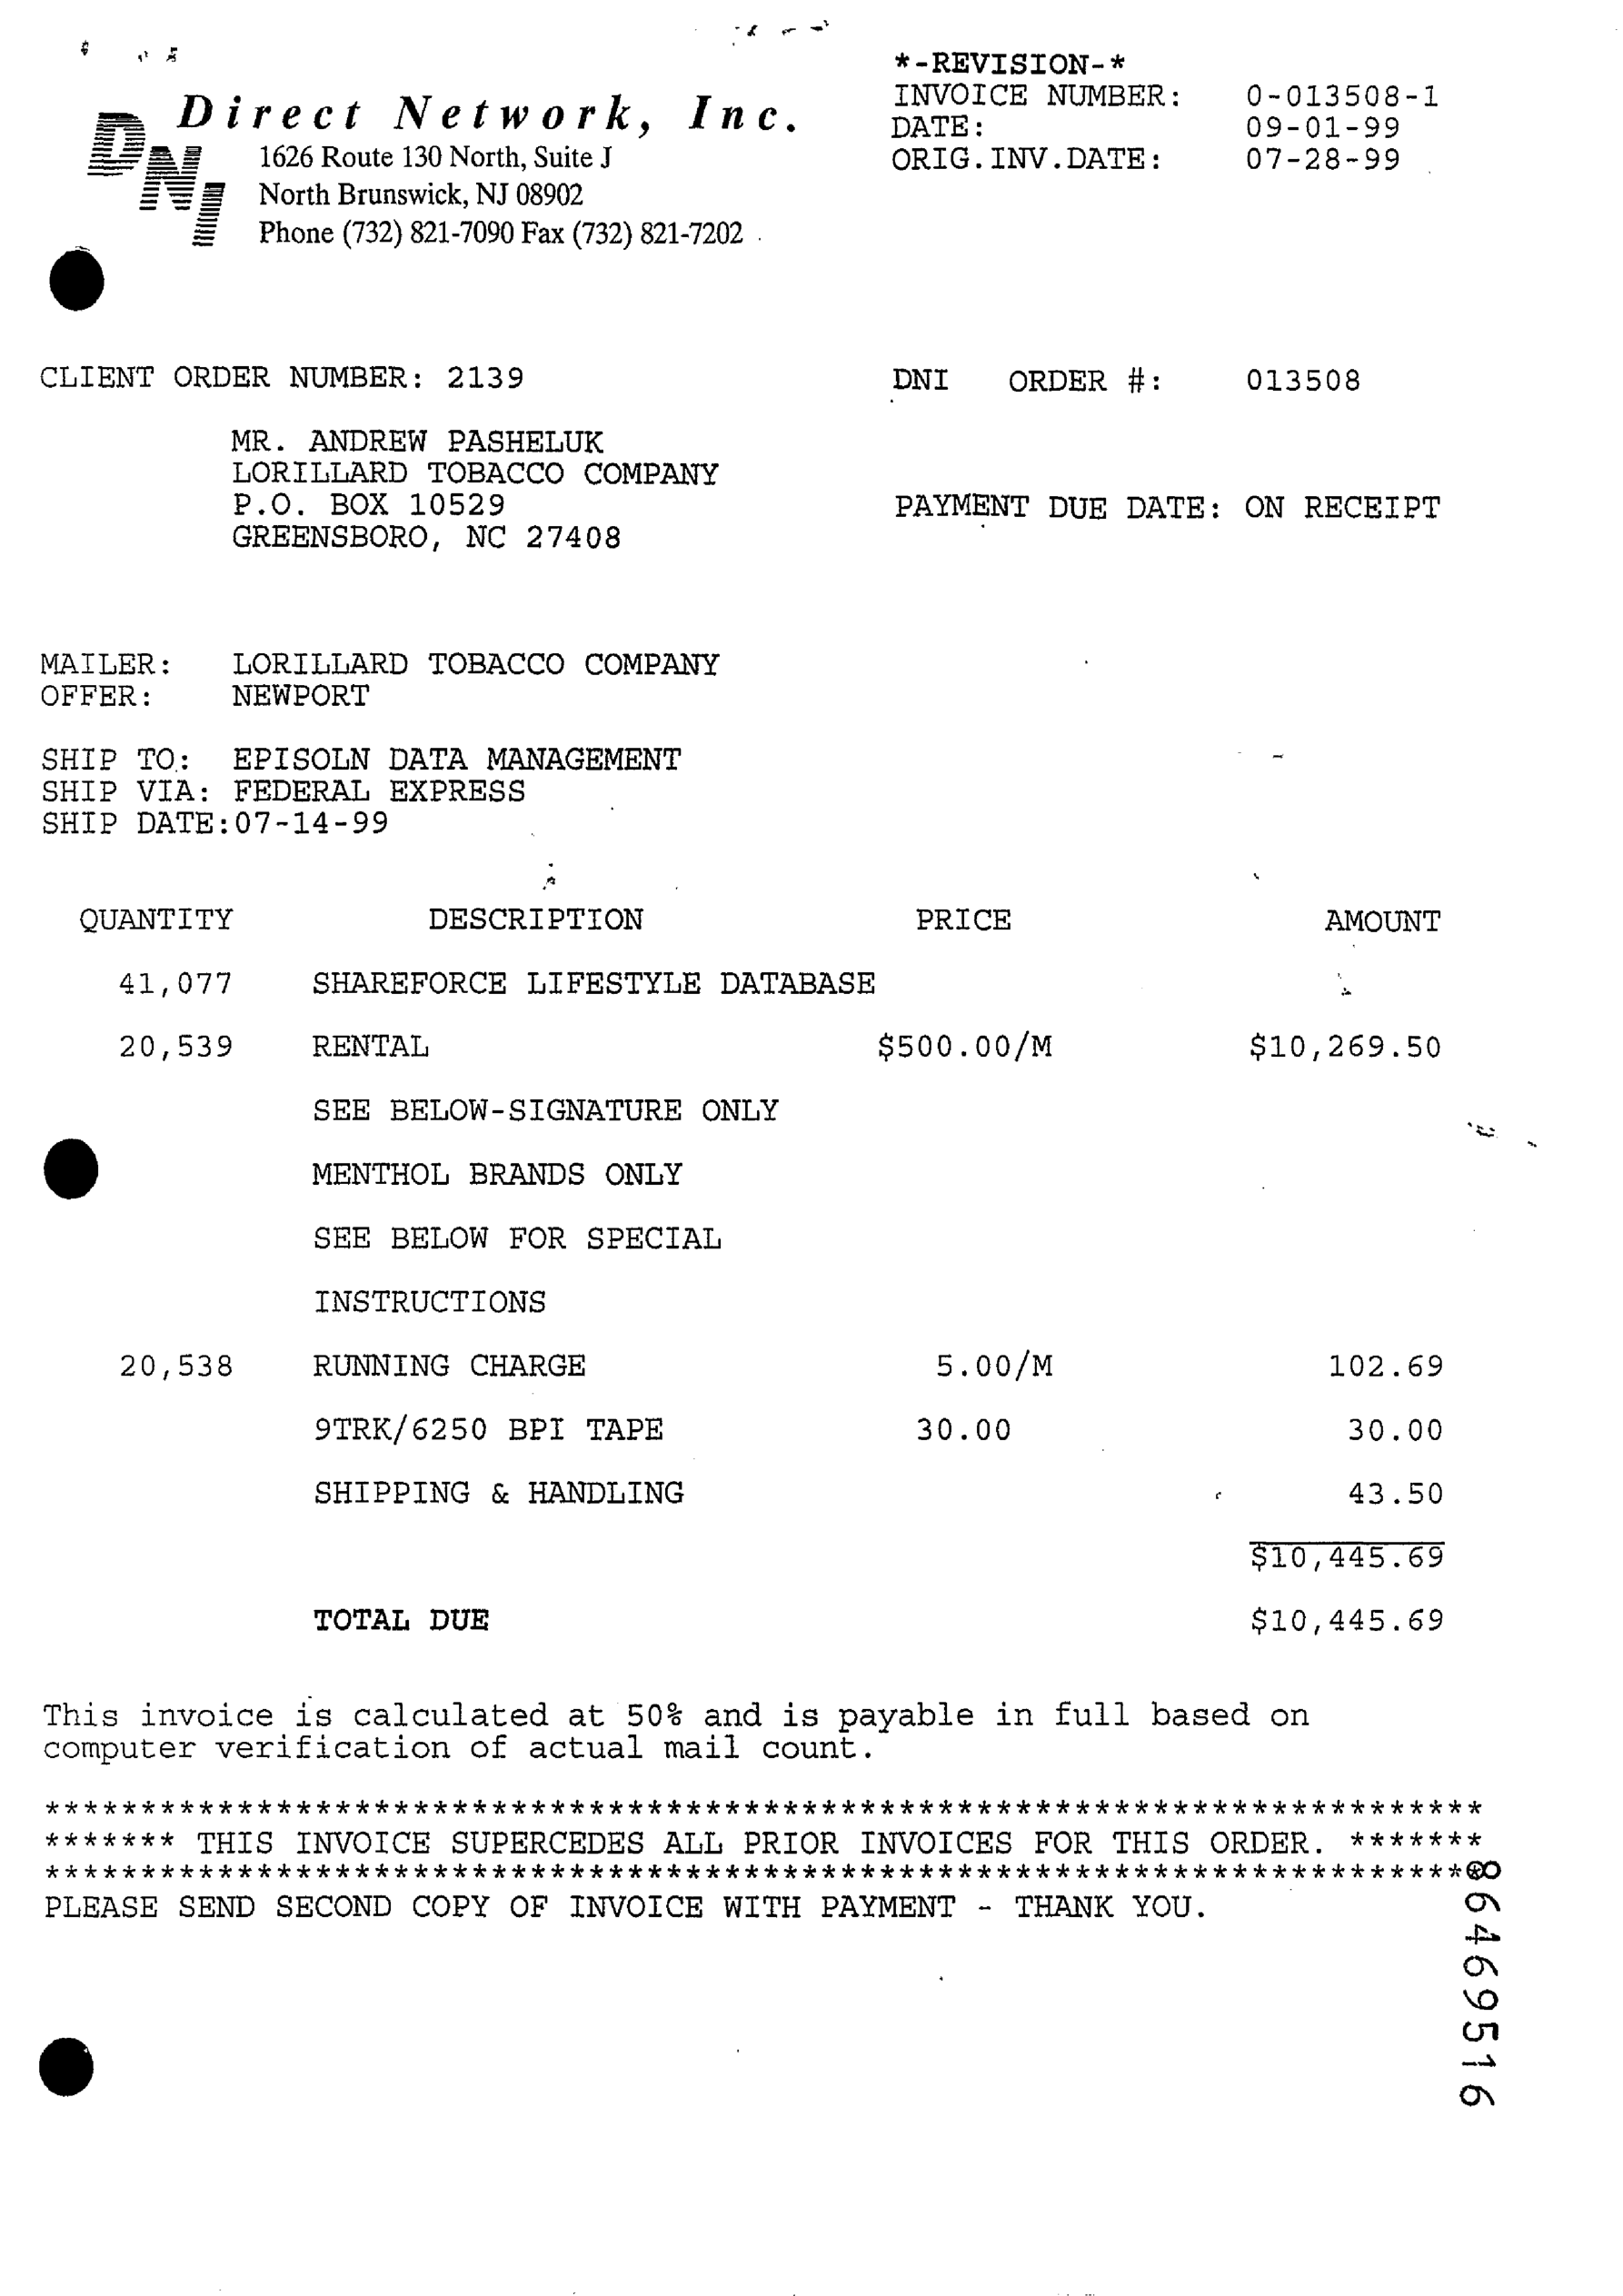 *-REVISION-*
INVOICE NUMBER: 0-013508-1
DATE: 09-01-99
ORIG.INV.DATE: 07-28-99
DNI
Direct Network, Inc.
1626 Route 130 North, Suite J
North Brunswick, NJ 08902
Phone (732) 821-7090 Fax (732) 821-7202
CLIENT ORDER NUMBER: 2139
DNI ORDER #: 013508
MR. ANDREW PASHELUK
LORILLARD TOBACCO COMPANY
P.O. BOX 10529
GREENSBORO, NC 27408
PAYMENT DUE DATE: ON RECEIPT
MAILER: LORILLARD TOBACCO COMPANY
OFFER: NEWPORT
SHIP TO: EPISOLN DATA MANAGEMENT
SHIP VIA: FEDERAL EXPRESS
SHIP DATE:07-14-99
QUANTITY DESCRIPTION PRICE AMOUNT
41,077 SHAREFORCE LIFESTYLE DATABASE
20,539 RENTAL $500.00/M $10,269.50
SEE BELOW-SIGNATURE ONLY
MENTHOL BRANDS ONLY
SEE BELOW FOR SPECIAL
INSTRUCTIONS
20,538 RUNNING CHARGE 5.00/M 102.69
9TRK/6250 BPI TAPE 30.00 30.00
SHIPPING & HANDLING 43.50
$10,445.69
TOTAL DUE $10,445.69
This invoice is calculated at 50% and is payable in full based on
computer verification of actual mail count.
**************************************************************************
******* THIS INVOICE SUPERCEDES ALL PRIOR INVOICES FOR THIS ORDER. *******
**************************************************************************
PLEASE SEND SECOND COPY OF INVOICE WITH PAYMENT - THANK YOU.
86469516